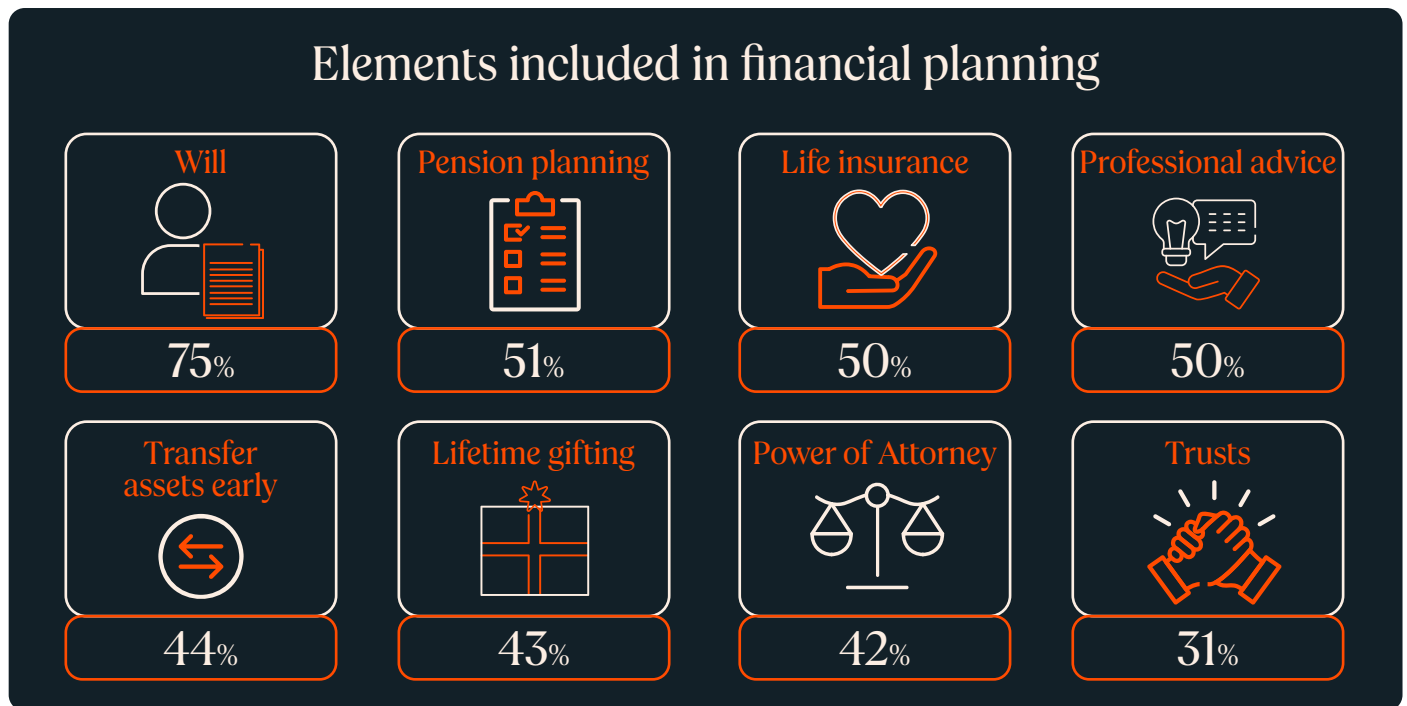 Elements included in financial planning
Will
75%
Pension planning
51%
Life insurance
50%
Professional advice
50%
Transfer
assets early
44%
Lifetime gifting
43%
Power of Attorney
42%
Trusts
31%